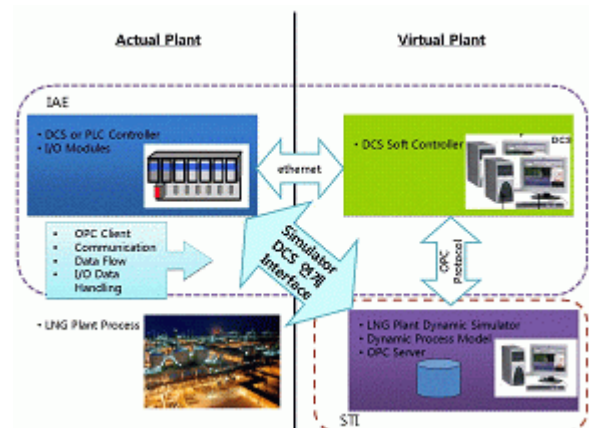 Actual Plant
Virtual Plant
IAE
• DCS or PLC Controller
• I/O Modules
ethernet
• DCS Soft Controller
DCS
• OPC Client
• Communication
• Data Flow
• I/O Data
Handling
Simulator
DCS 연계
Interface
OPC
Protocol
• LNG Plant Process
• LNG Plant Dynamic Simulator
• Dynamic Process Model
• OPC Server
STI